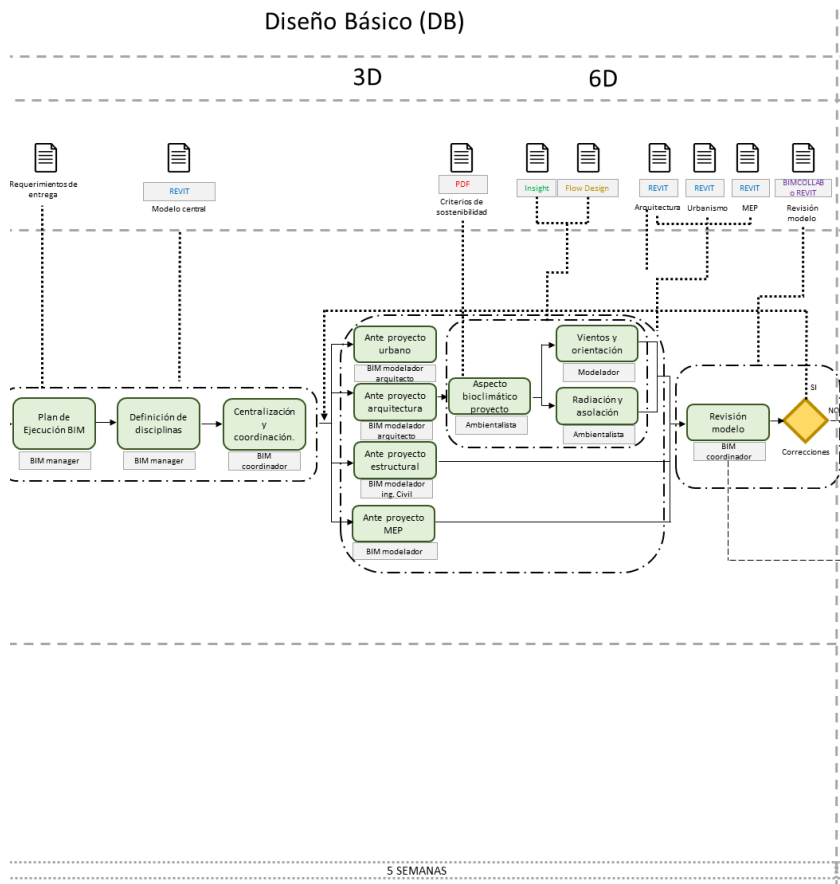 Diseño Básico (DB)
3D
6D
Requerimientos de
entrega
REVIT
Modelo central
PDF
Criterios de
sostenibilidad
Insight
Flow Design
REVIT
Arquitectura
REVIT
Urbanismo
REVIT
MEP
BIMCOLLAB
o REVIT
Revisión
modelo
Plan de
Ejecución BIM
BIM manager
Definición de
disciplinas
BIM manager
Centralización
y
coordinación.
BIM
coordinador
Ante proyecto
urbano
BIM modelador
arquitecto
Ante proyecto
arquitectura
BIM modelador
arquitecto
Ante proyecto
estructural
BIM modelador
ing. Civil
Ante proyecto
MEP
BIM modelador
Aspecto
bioclimático
proyecto
Ambientalista
Vientos y
orientación
Modelador
Radiación y
asolación
Ambientalista
Revisión
modelo
BIM
coordinador
SI
NO
Correcciones
5 SEMANAS